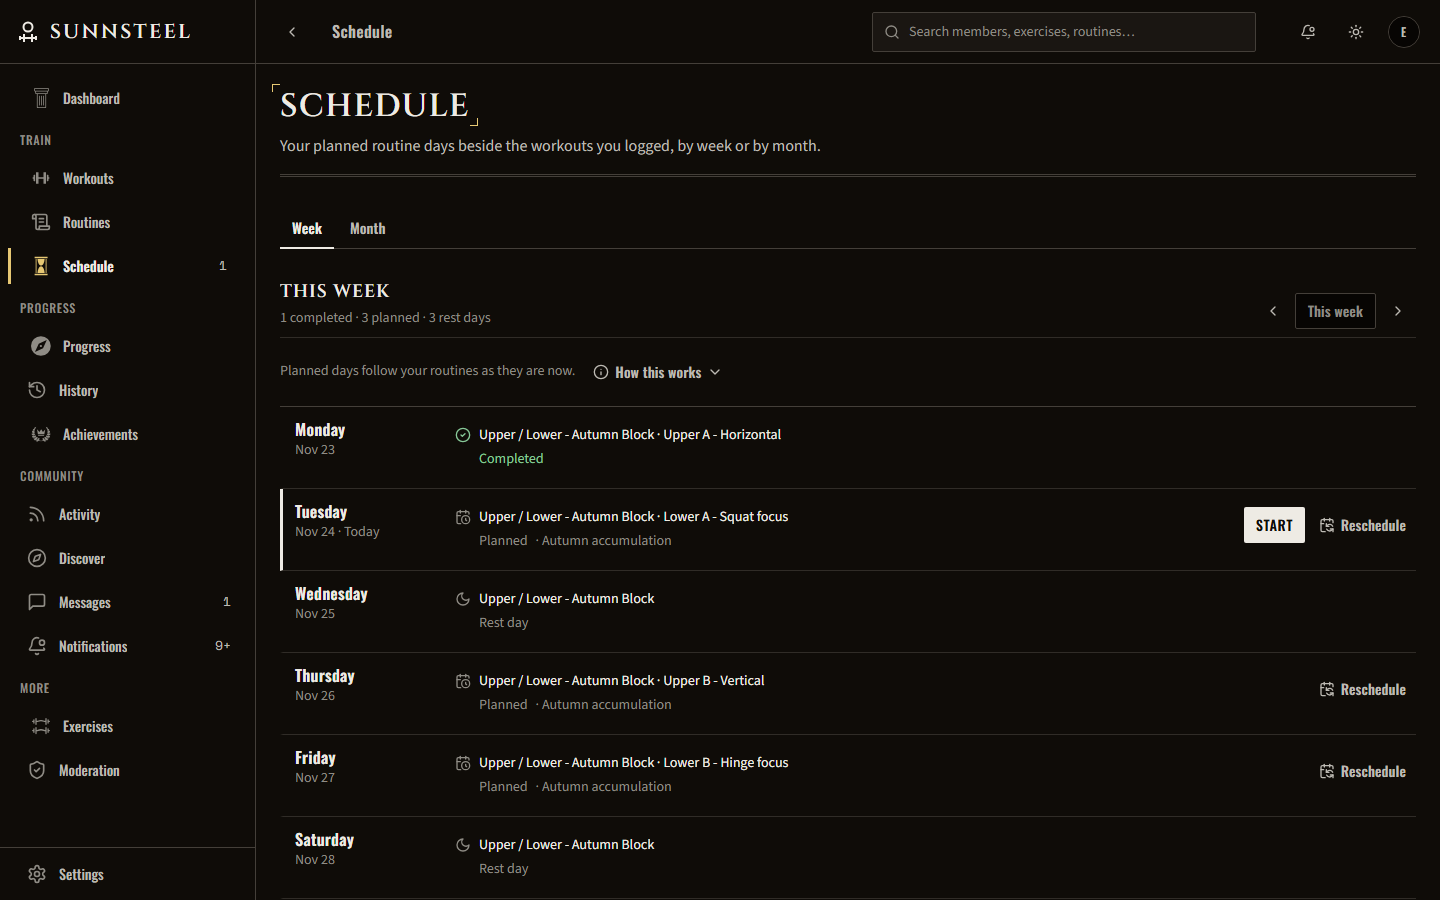 SUNNSTEEL
Schedule
Search members, exercises, routines…
E
Dashboard
TRAIN
Workouts
Routines
Schedule 1
PROGRESS
Progress
History
Achievements
COMMUNITY
Activity
Discover
Messages 1
Notifications 9+
MORE
Exercises
Moderation
Settings
SCHEDULE
Your planned routine days beside the workouts you logged, by week or by month.
Week Month
THIS WEEK
1 completed · 3 planned · 3 rest days
This week
Planned days follow your routines as they are now. How this works
Monday
Nov 23
Upper / Lower - Autumn Block · Upper A - Horizontal
Completed
Tuesday
Nov 24 · Today
Upper / Lower - Autumn Block · Lower A - Squat focus
Planned · Autumn accumulation
START Reschedule
Wednesday
Nov 25
Upper / Lower - Autumn Block
Rest day
Thursday
Nov 26
Upper / Lower - Autumn Block · Upper B - Vertical
Planned · Autumn accumulation
Reschedule
Friday
Nov 27
Upper / Lower - Autumn Block · Lower B - Hinge focus
Planned · Autumn accumulation
Reschedule
Saturday
Nov 28
Upper / Lower - Autumn Block
Rest day